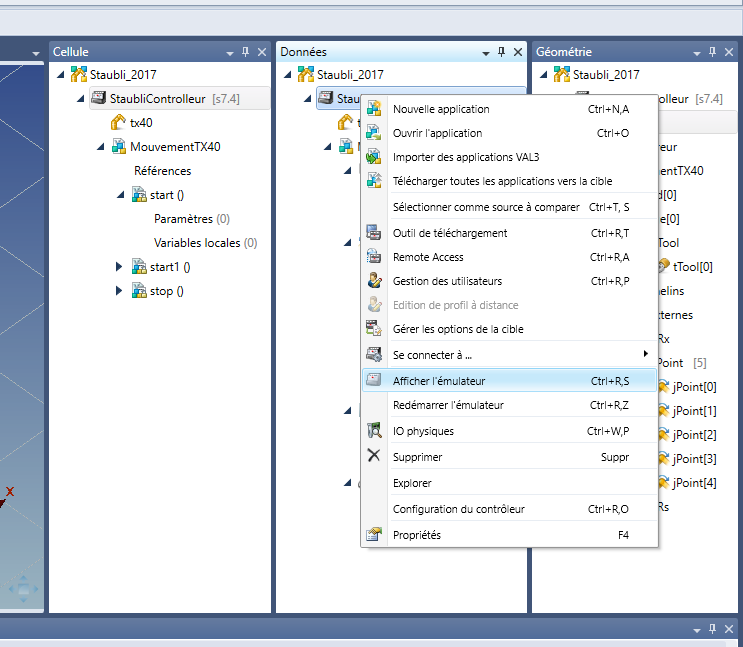 Cellule
Staubli_2017
StaubliControlleur [s7.4]
tx40
MouvementTX40
Références
start ()
Paramètres (0)
Variables locales (0)
start1 ()
stop ()
Données
Staubli_2017
Stau
Nouvelle application Ctrl+N,A
Ouvrir l'application Ctrl+O
Importer des applications VAL3
Télécharger toutes les applications vers la cible
Sélectionner comme source à comparer Ctrl+T, S
Outil de téléchargement Ctrl+R,T
Remote Access Ctrl+R,A
Gestion des utilisateurs Ctrl+R,P
Edition de profil à distance
Gérer les options de la cible
Se connecter à ...
Afficher l'émulateur Ctrl+R,S
Redémarrer l'émulateur Ctrl+R,Z
IO physiques Ctrl+W,P
Supprimer Suppr
Explorer
Configuration du contrôleur Ctrl+R,O
Propriétés F4
Géométrie
Staubli_2017
olleur [s7.4]
eur
entTX40
d[0]
e[0]
Tool
tTool[0]
elins
ternes
Rx
Point [5]
jPoint[0]
jPoint[1]
jPoint[2]
jPoint[3]
jPoint[4]
Rs
X